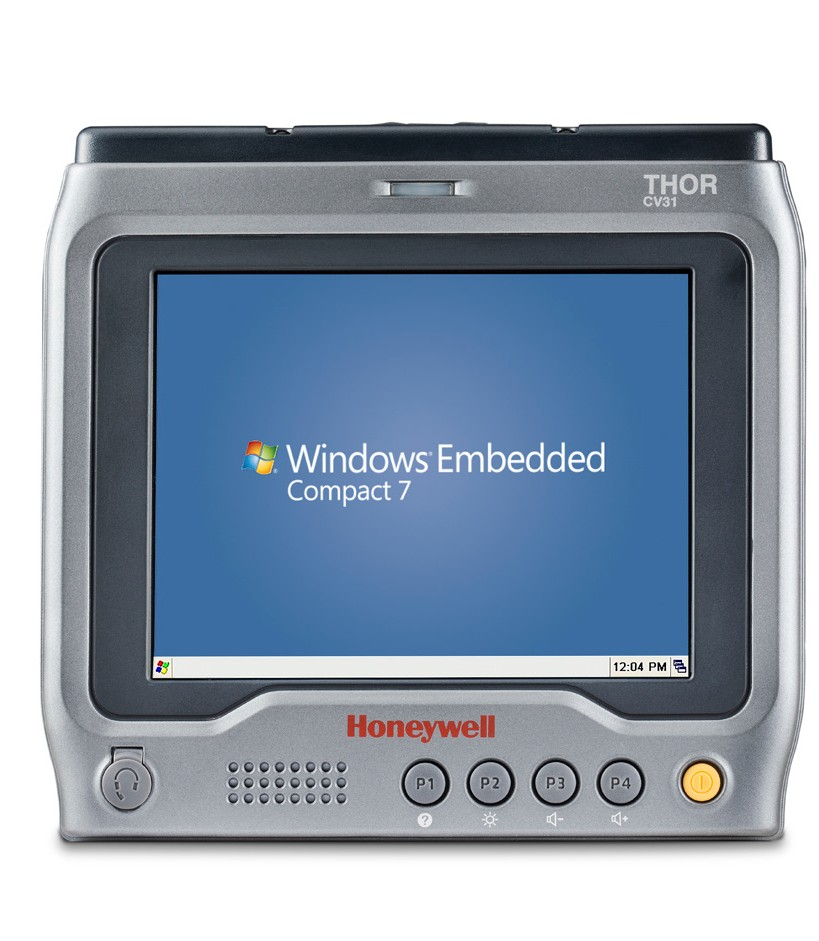 THOR
CV31
Windows® Embedded
Compact 7
12:04 PM
Honeywell
P1 P2 P3 P4
?